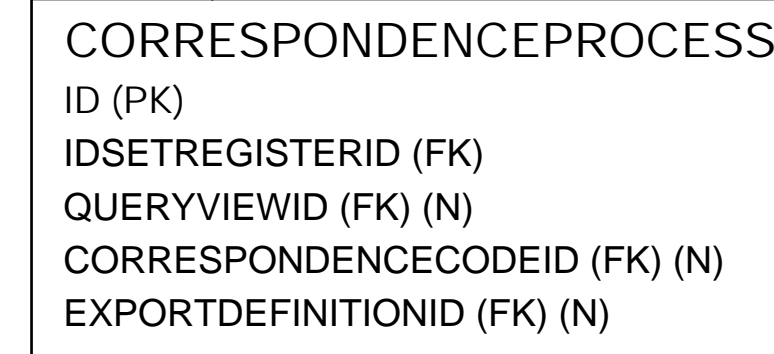 CORRESPONDENCEPROCESS
ID (PK)
IDSETREGISTERID (FK)
QUERYVIEWID (FK) (N)
CORRESPONDENCECODEID (FK) (N)
EXPORTDEFINITIONID (FK) (N)